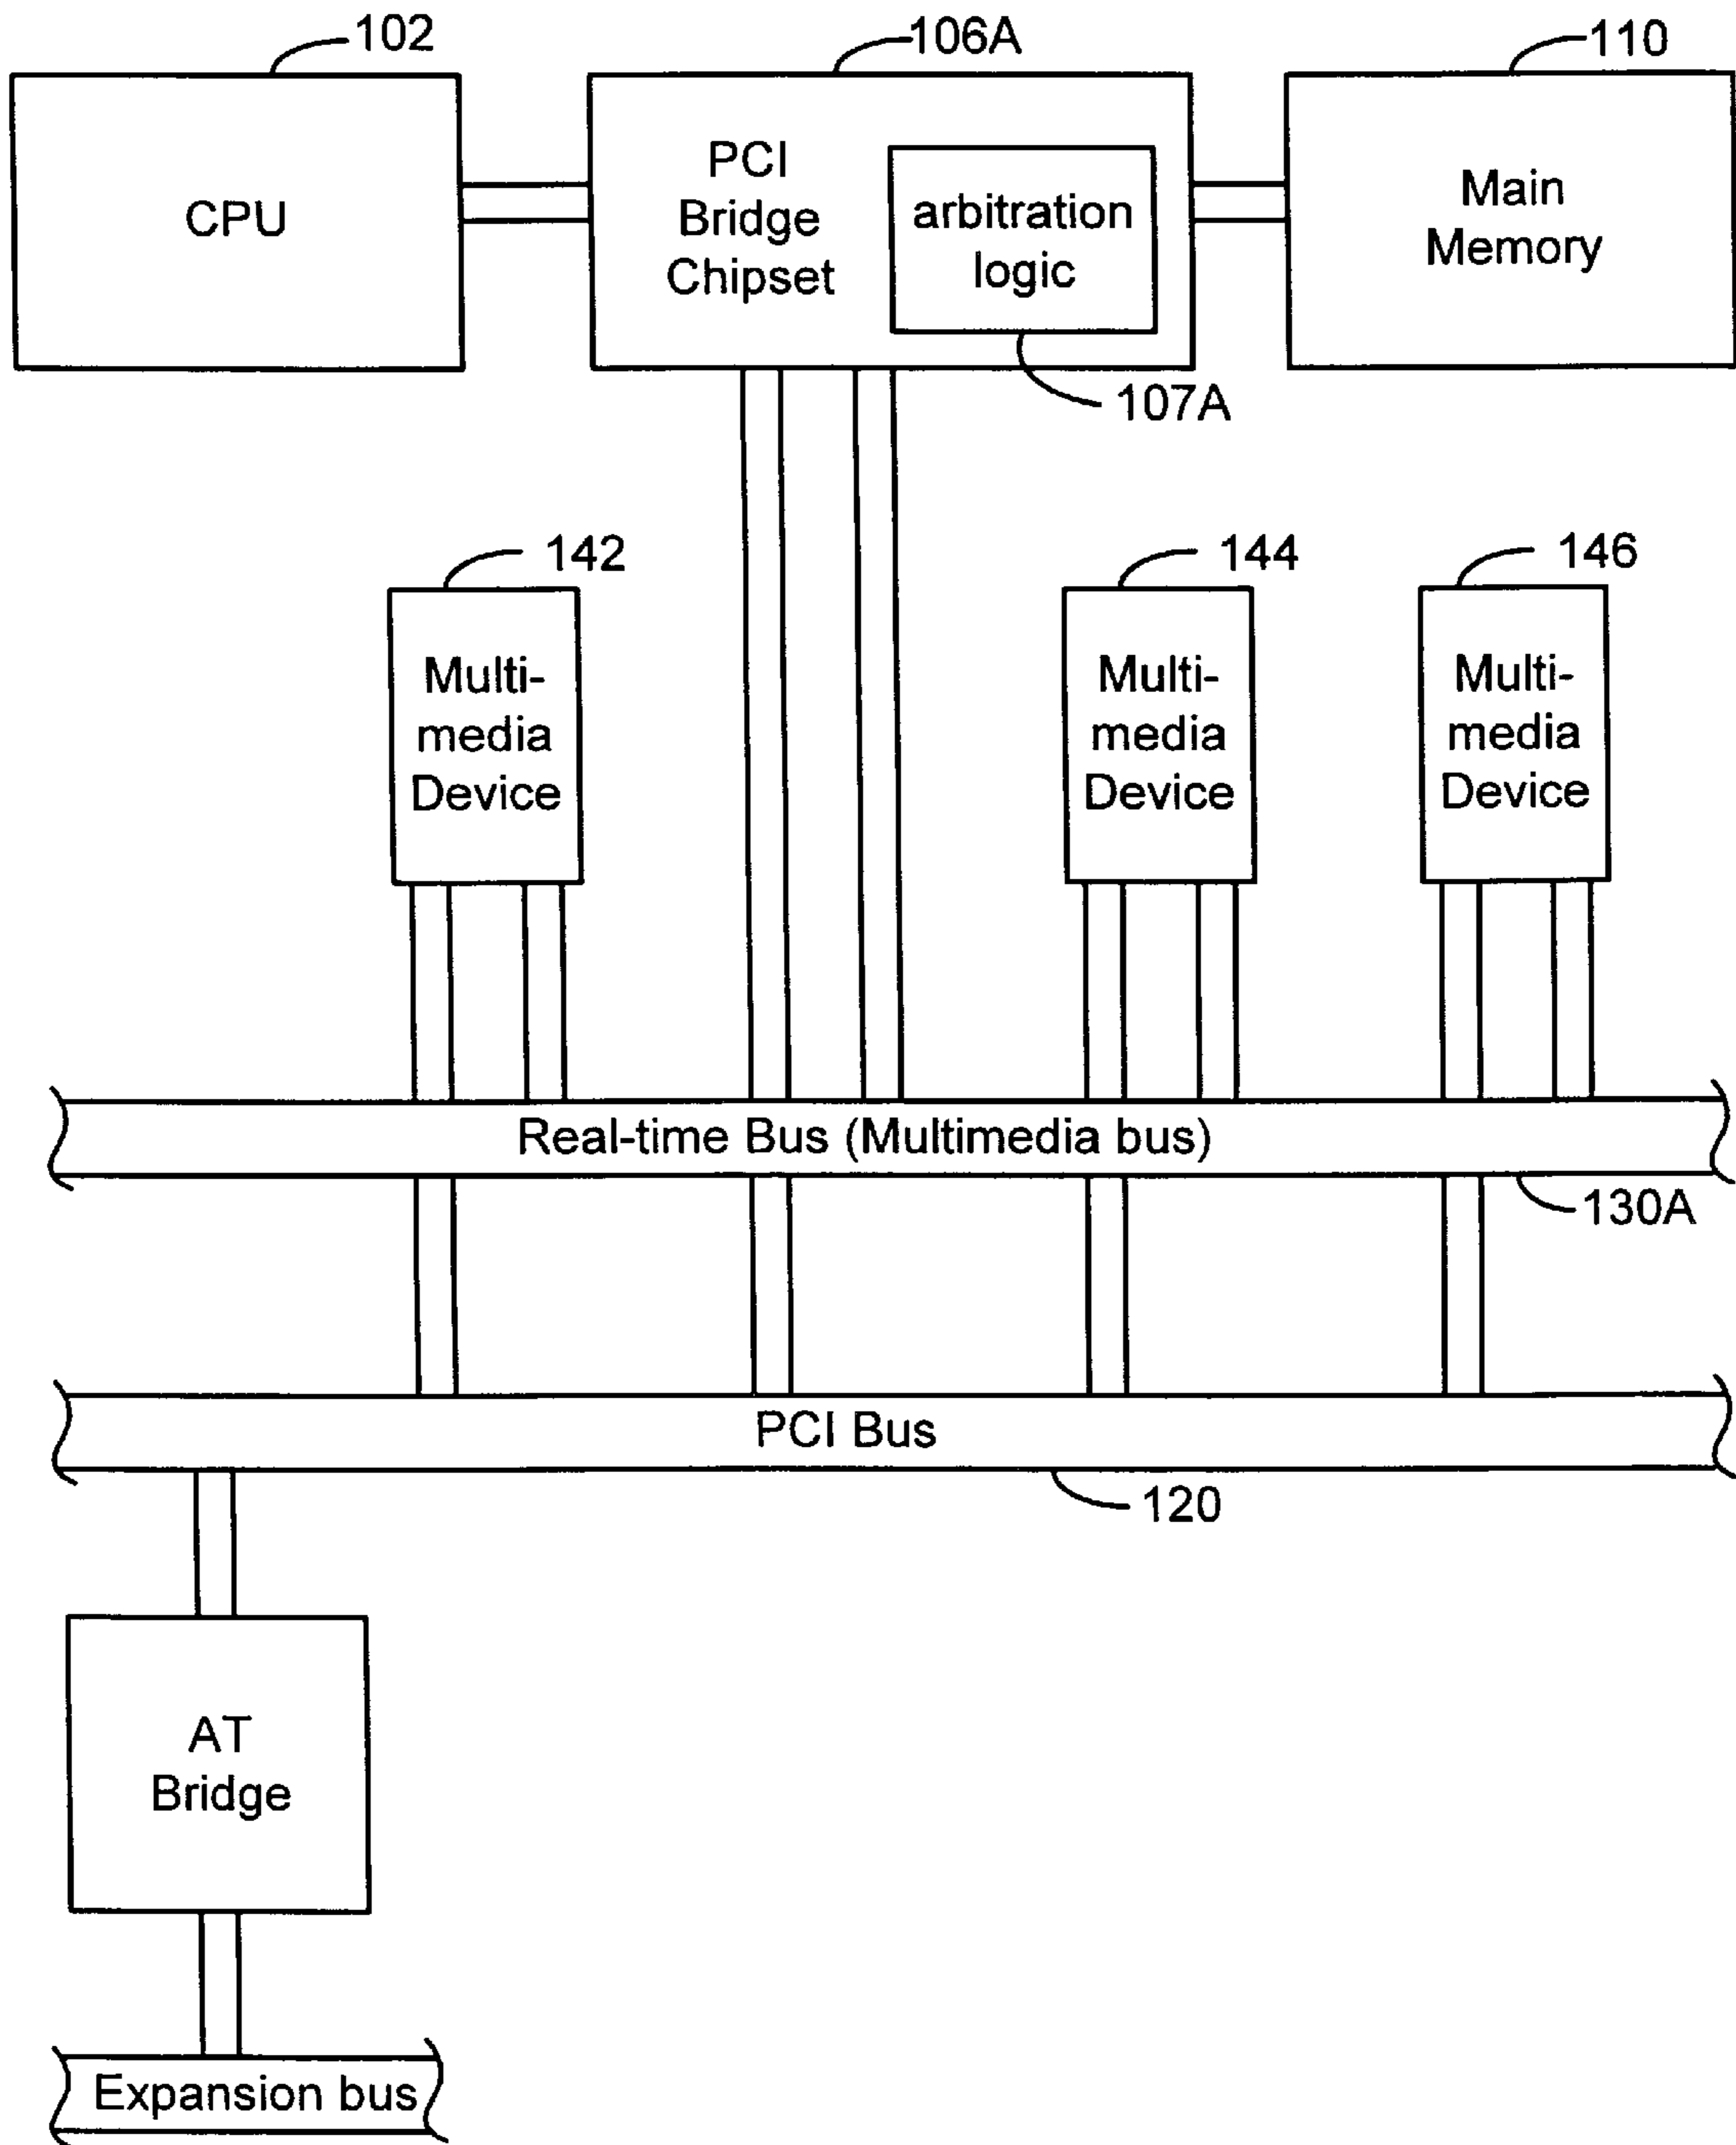 102
106A
110
CPU
PCI
Bridge
Chipset
arbitration
logic
Main
Memory
107A
142
144
146
Multi-
media
Device
Multi-
media
Device
Multi-
media
Device
Real-time Bus (Multimedia bus)
130A
PCI Bus
120
AT
Bridge
Expansion bus